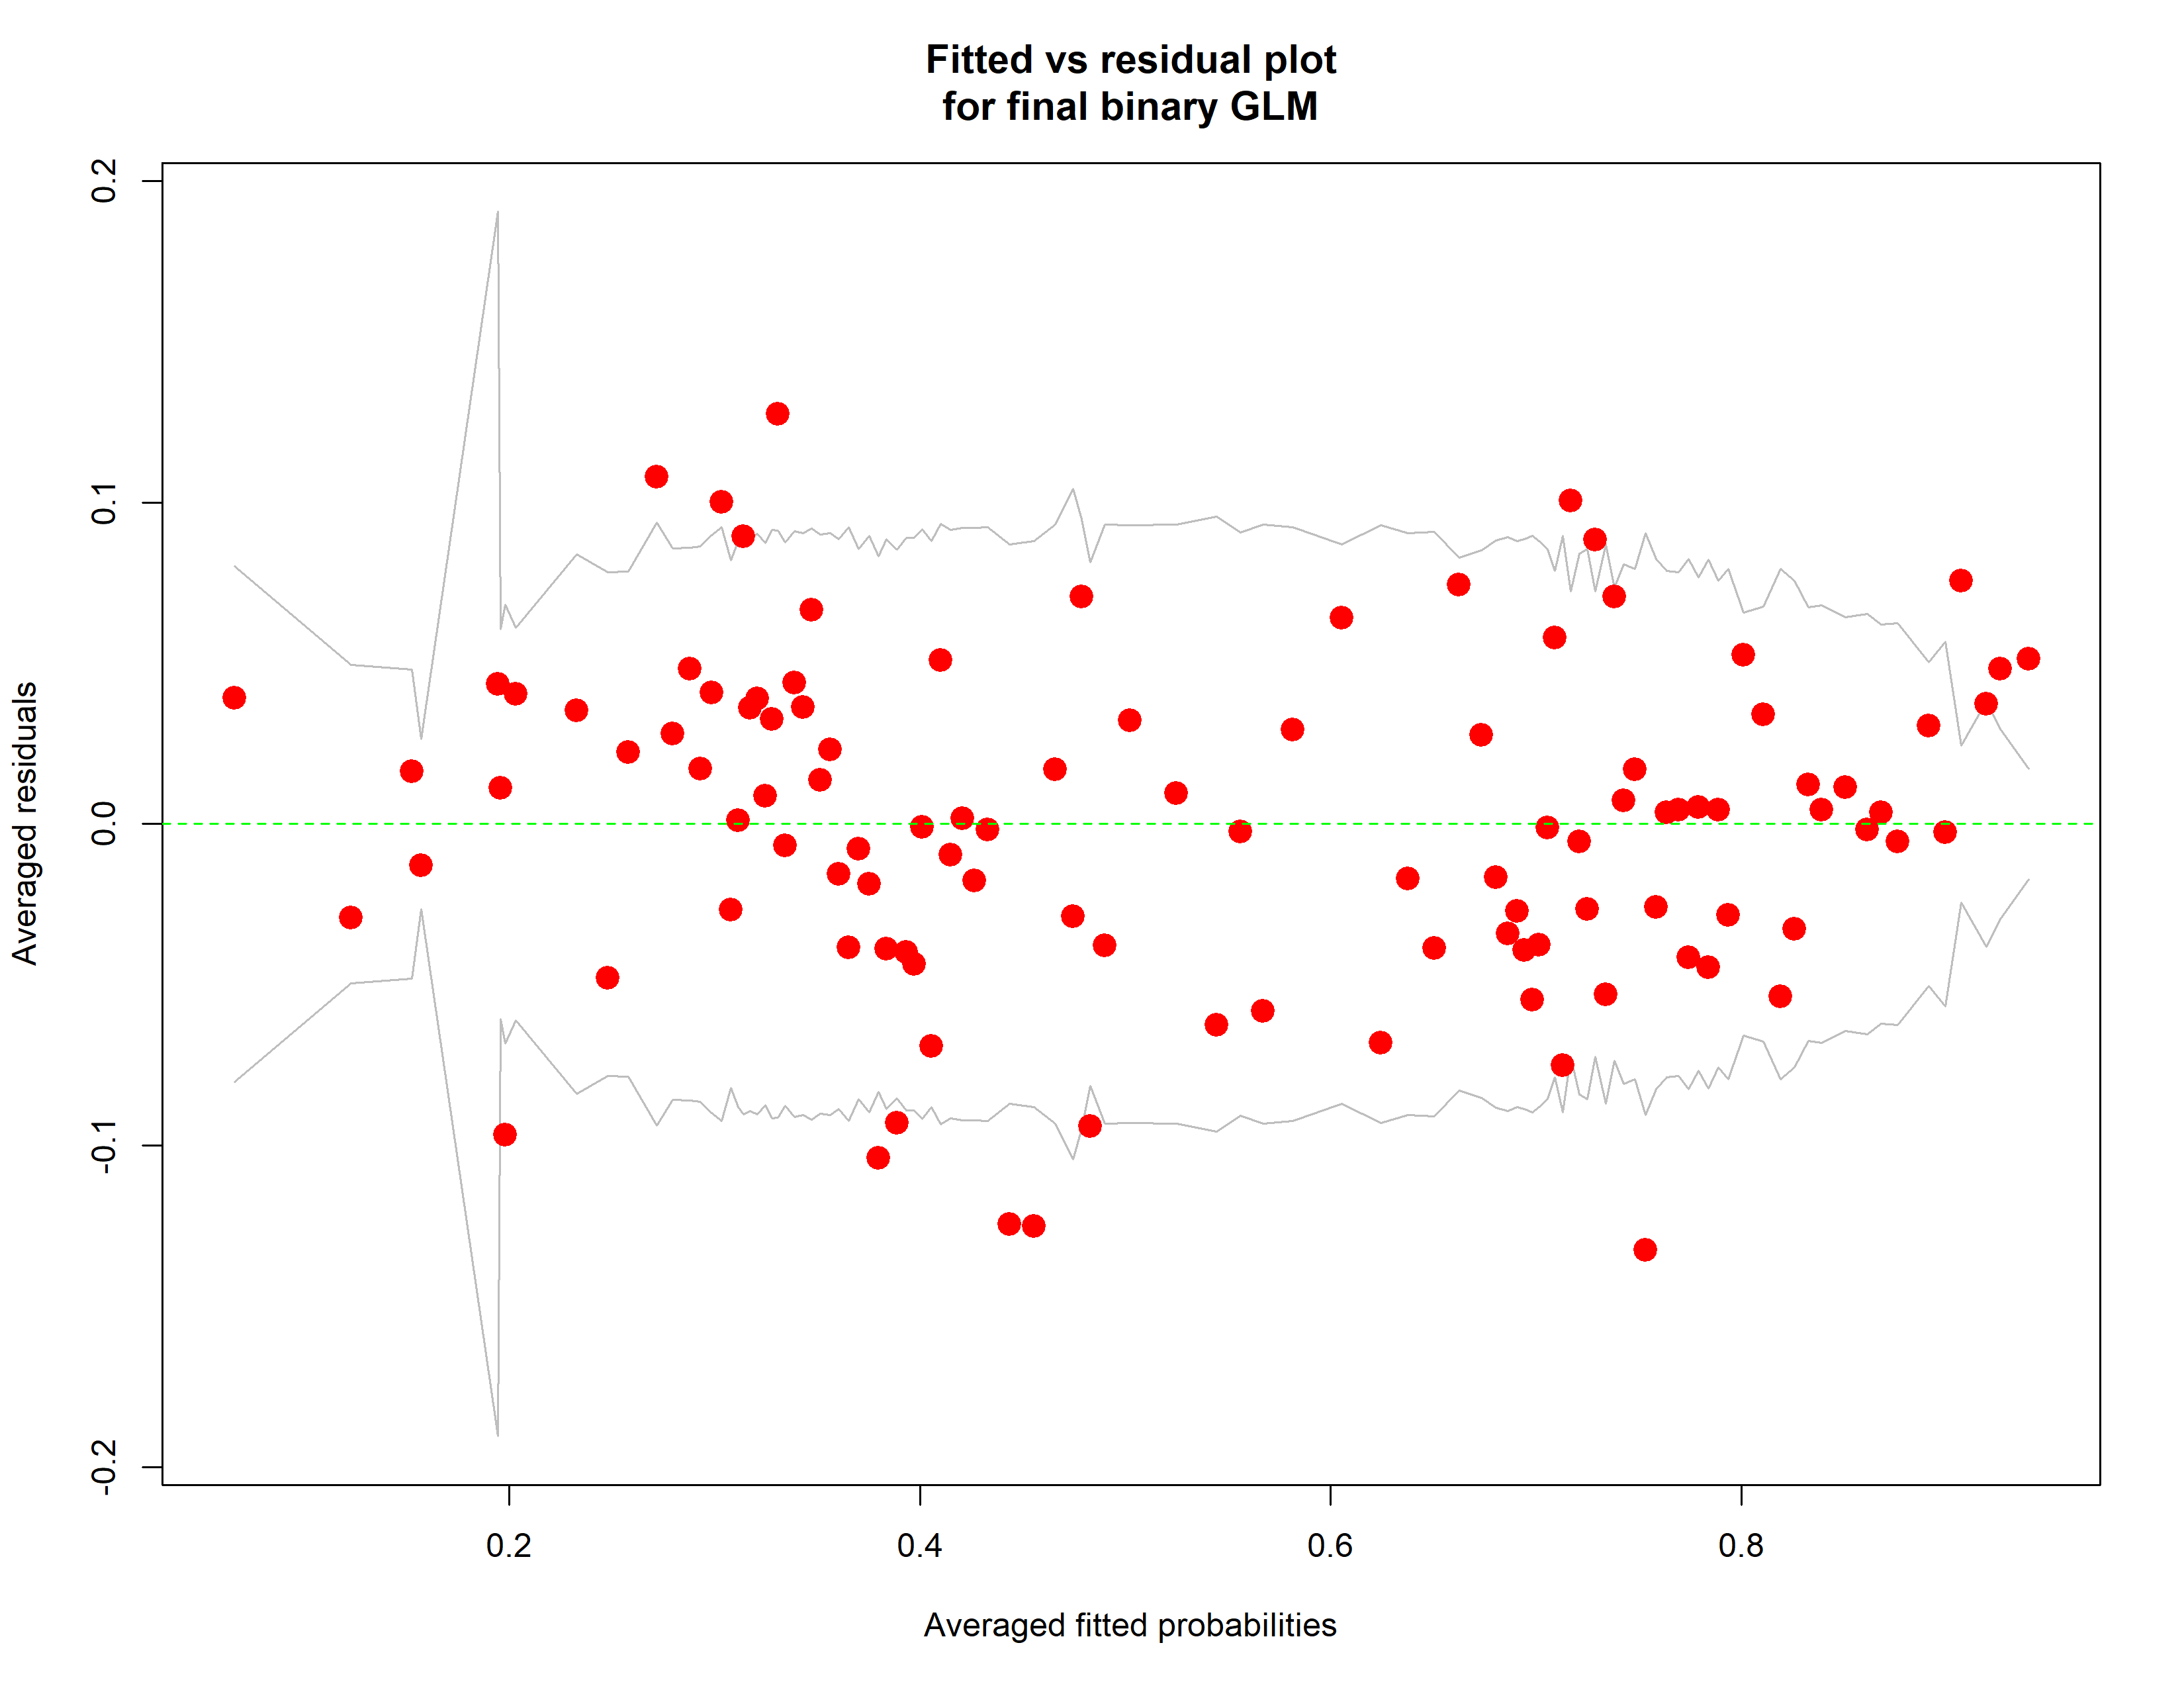 Fitted vs residual plot
for final binary GLM
0.2
0.1
0.0
-0.1
-0.2
Averaged residuals
0.2
0.4
0.6
0.8
Averaged fitted probabilities